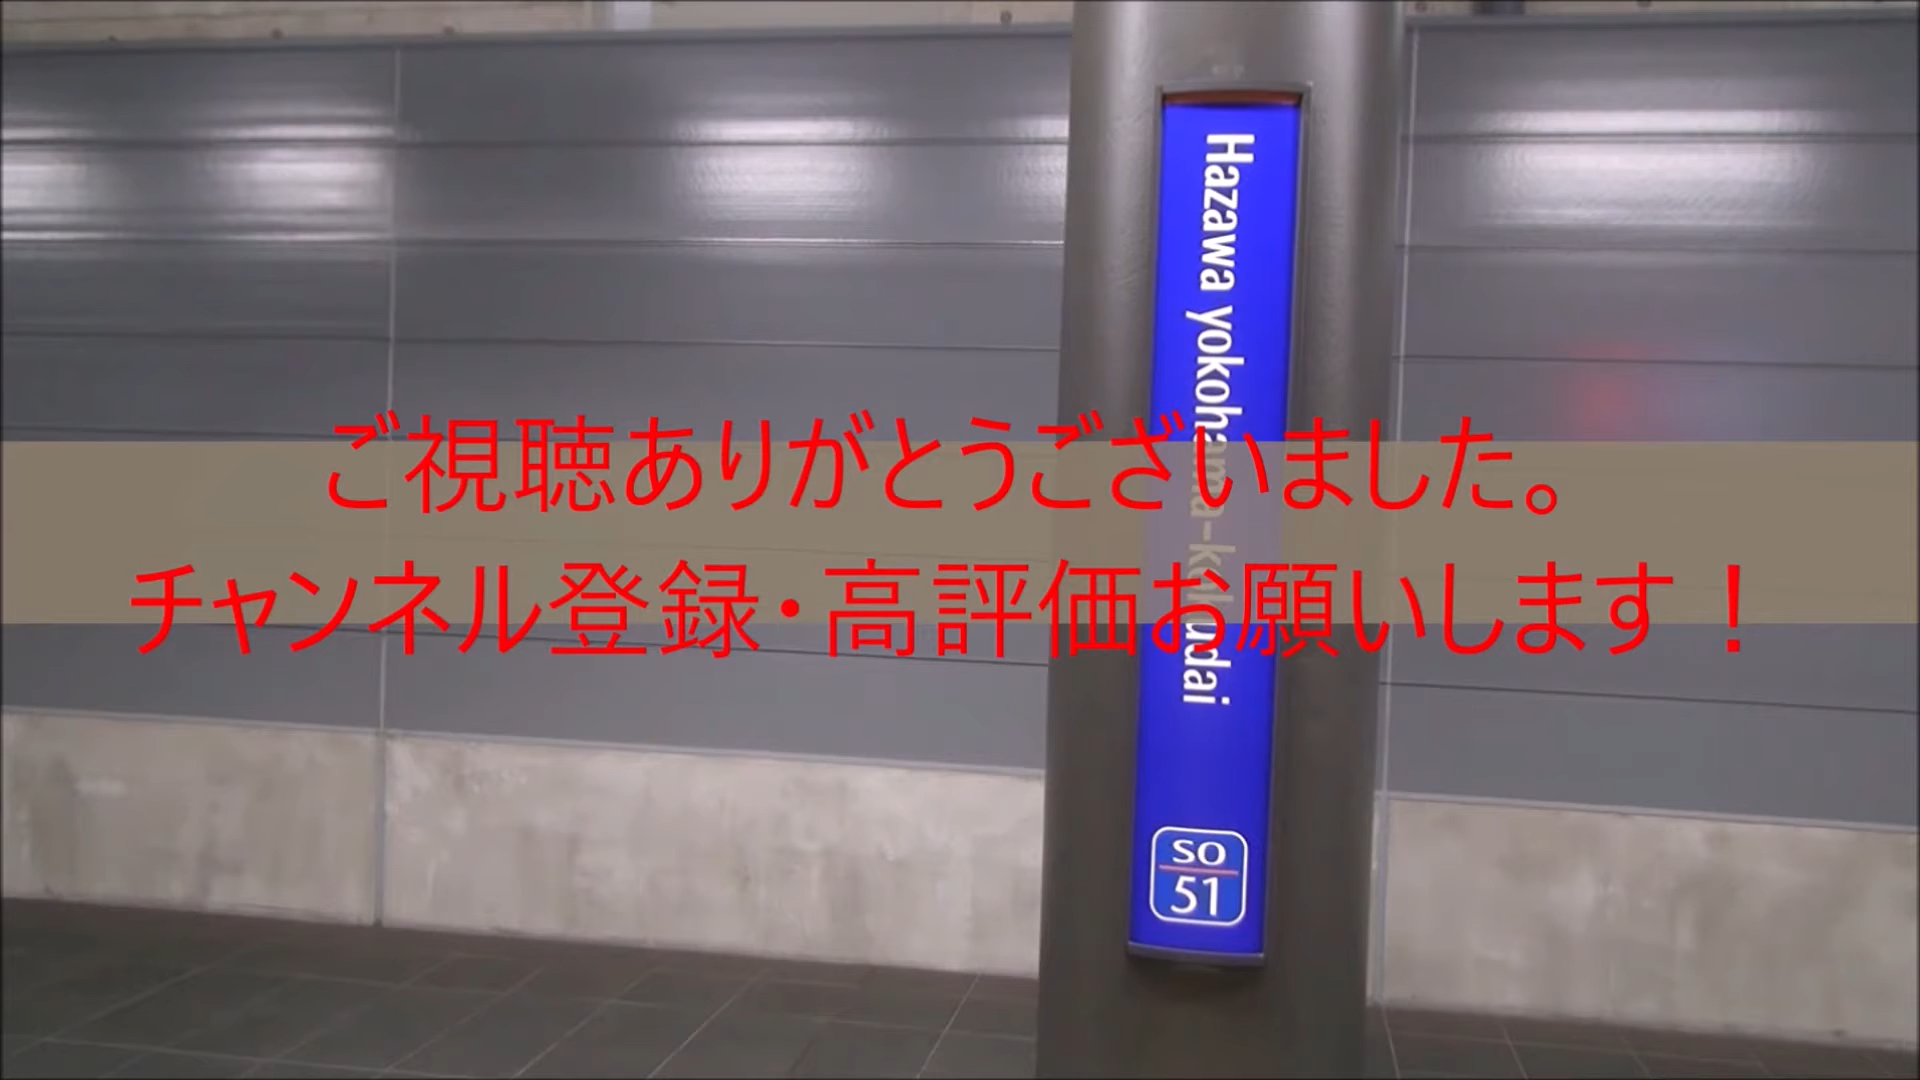 ご視聴ありがとうございました。
チャンネル登録・高評価お願いします！
Hazawa yokohama-kokudai
SO
51